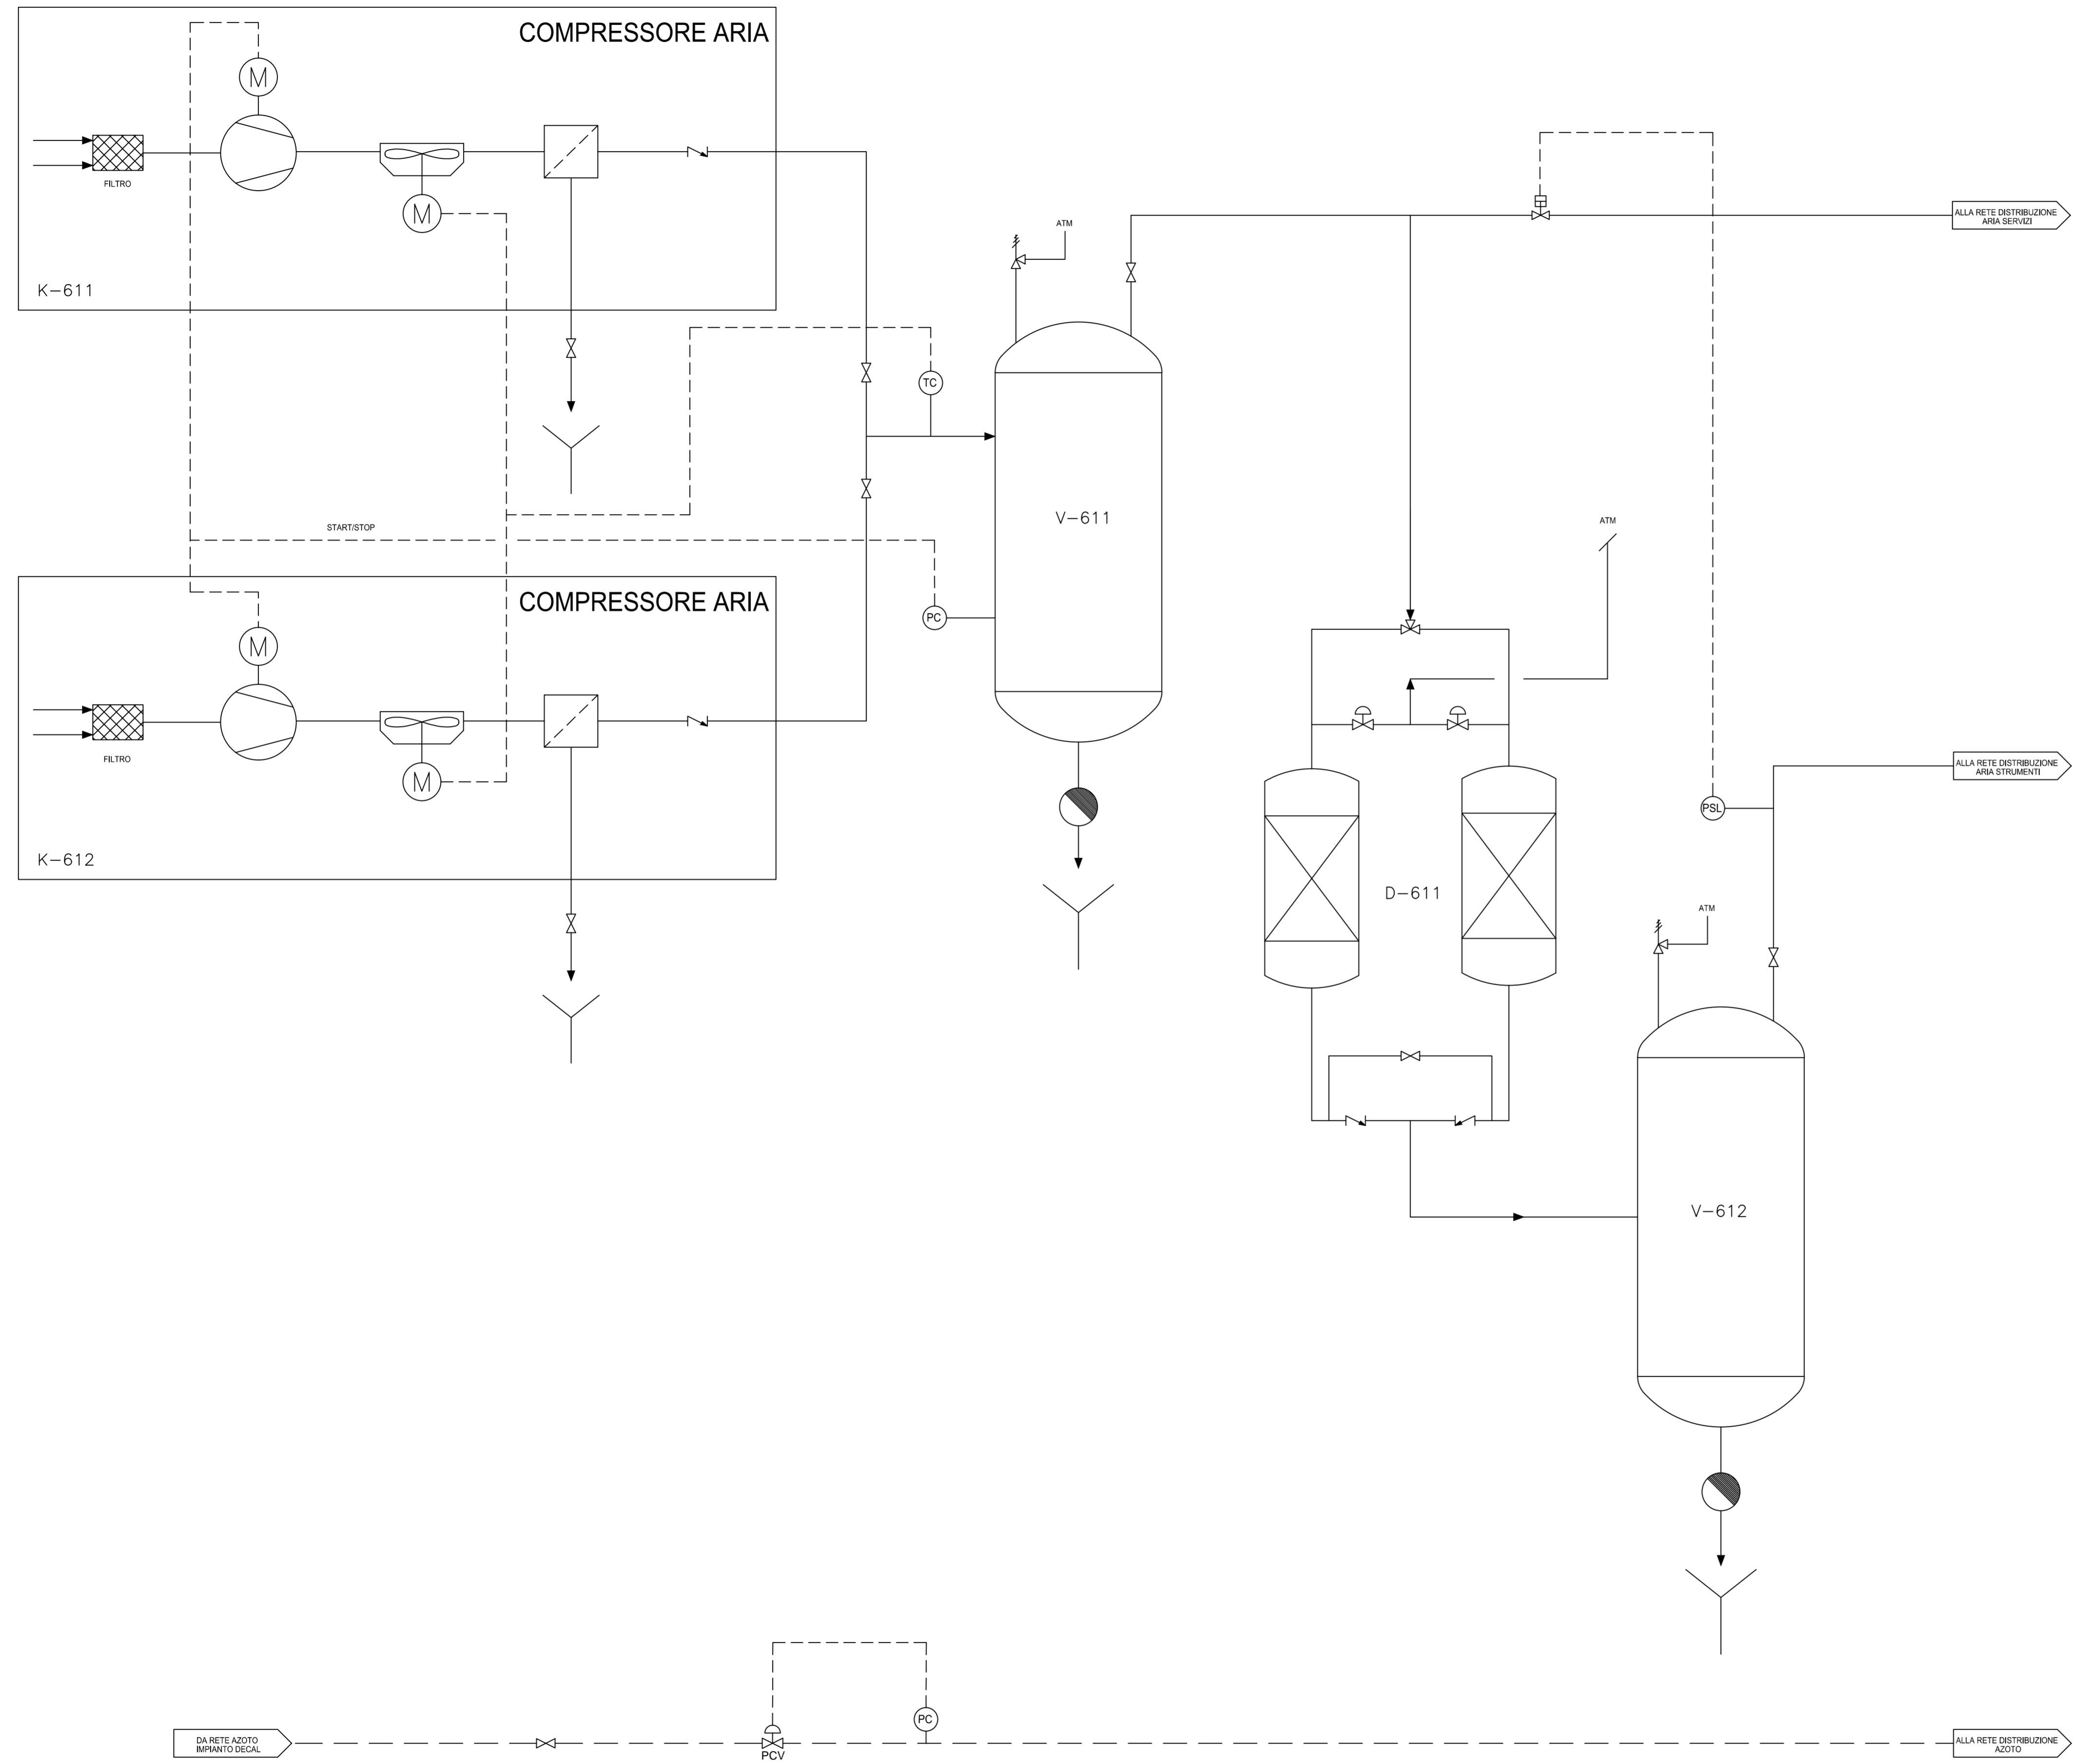 COMPRESSORE ARIA
M
FILTRO
M
K-611
ATM
ALLA RETE DISTRIBUZIONE
ARIA SERVIZI
TC
START/STOP
V-611
ATM
COMPRESSORE ARIA
PC
M
FILTRO
M
K-612
ALLA RETE DISTRIBUZIONE
ARIA STRUMENTI
PSL
D-611
ATM
V-612
PC
DA RETE AZOTO
IMPIANTO DECAL
PCV
ALLA RETE DISTRIBUZIONE
AZOTO